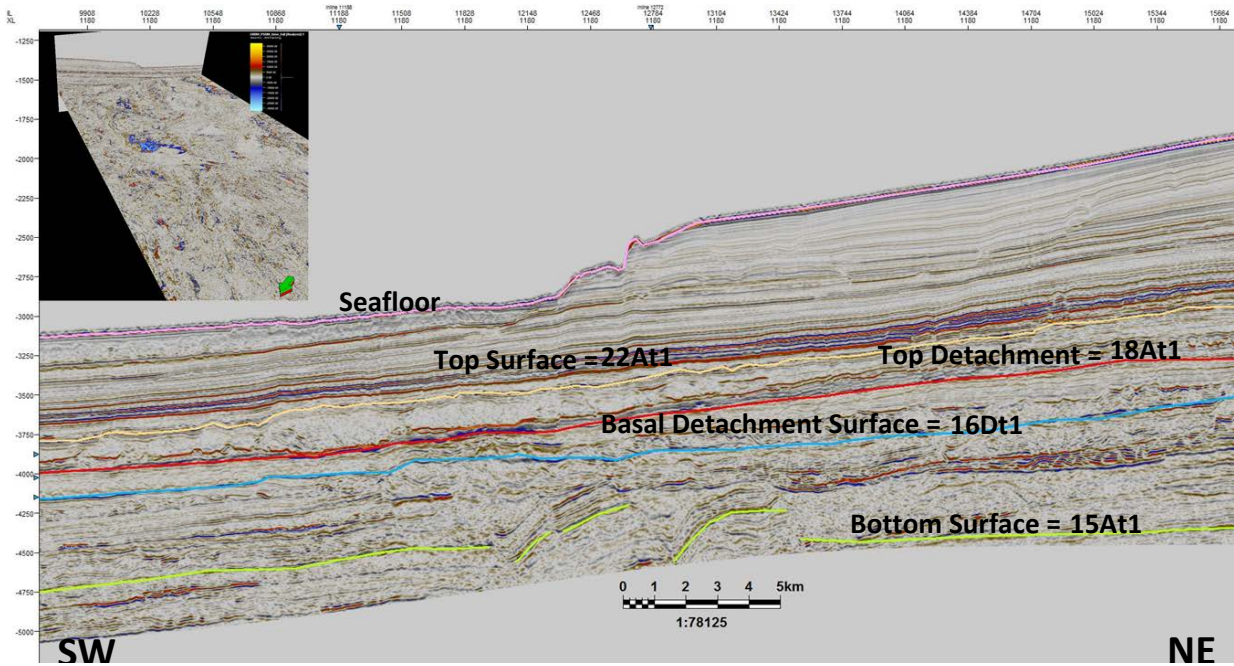 IL 9908 10228 10548 10868 11188 11508 11828 12148 12468 12784 13104 13424 13744 14064 14384 14704 15024 15344 15664
XL 1180 1180 1180 1180 1180 1180 1180 1180 1180 1180 1180 1180 1180 1180 1180 1180 1180 1180 1180
inline 11188
inline 12772
-1250
-1500
-1750
-2000
-2250
-2500
-2750
-3000
-3250
-3500
-3750
-4000
-4250
-4500
-4750
-5000
Seafloor
Top Surface = 22At1
Top Detachment = 18At1
Basal Detachment Surface = 16Dt1
Bottom Surface = 15At1
0 1 2 3 4 5km
1:78125
SW
NE